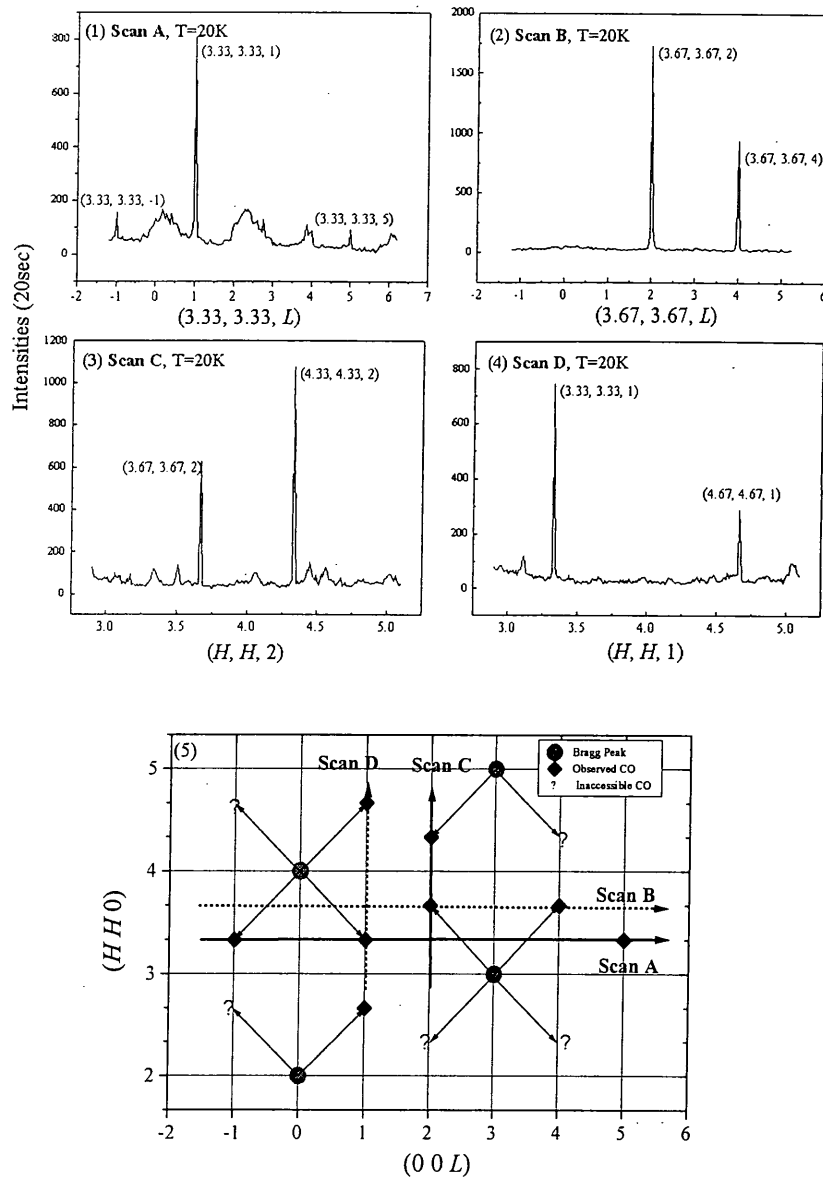 (1) Scan A, T=20K
(3.33, 3.33, 1)
(3.33, 3.33, -1)
(3.33, 3.33, 5)
800
600
400
200
0
-2 -1 0 1 2 3 4 5 6 7
(3.33, 3.33, L)
(2) Scan B, T=20K
(3.67, 3.67, 2)
(3.67, 3.67, 4)
2000
1750
1250
750
500
250
0
-2 -1 0 1 2 3 4 5 6
(3.67, 3.67, L)
Intensities (20sec)
(3) Scan C, T=20K
(4.33, 4.33, 2)
(3.67, 3.67, 2)
1200
1000
800
600
400
200
0
3.0 3.5 4.0 4.5 5.0
(H, H, 2)
(4) Scan D, T=20K
(3.33, 3.33, 1)
(4.67, 4.67, 1)
800
600
400
200
0
3.0 3.5 4.0 4.5 5.0
(H, H, 1)
(5)
Scan D
Scan C
Bragg Peak
Observed CO
? Inaccessible CO
?
?
Scan B
Scan A
?
? ?
5
4
3
2
(H H 0)
-2 -1 0 1 2 3 4 5 6
(0 0 L)